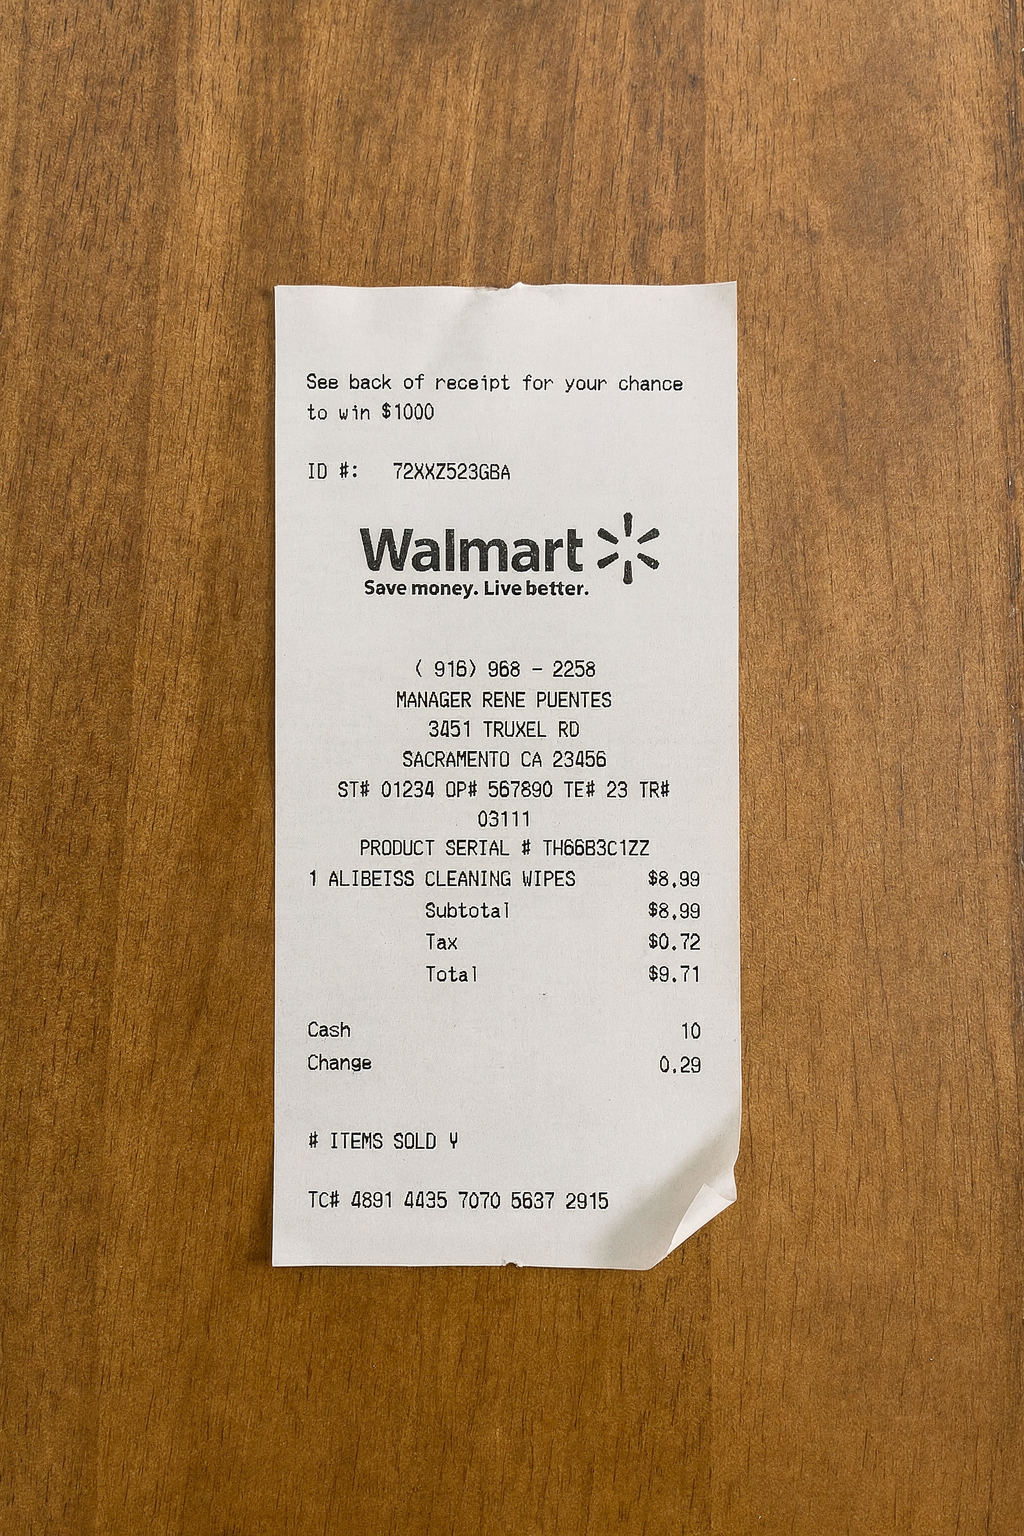 See back of receipt for your chance
to win $1000
ID #: 72XXZ523GBA
Walmart
Save money. Live better.
( 916) 968 - 2258
MANAGER RENE PUENTES
3451 TRUXEL RD
SACRAMENTO CA 23456
ST# 01234 OP# 567890 TE# 23 TR#
03111
PRODUCT SERIAL # TH66B3C1ZZ
1 ALIBETSS CLEANING WIPES $8.99
Subtotal $8.99
Tax $0.72
Total $9.71
Cash 10
Change 0.29
# ITEMS SOLD Y
TC# 4891 4435 7070 5637 2915